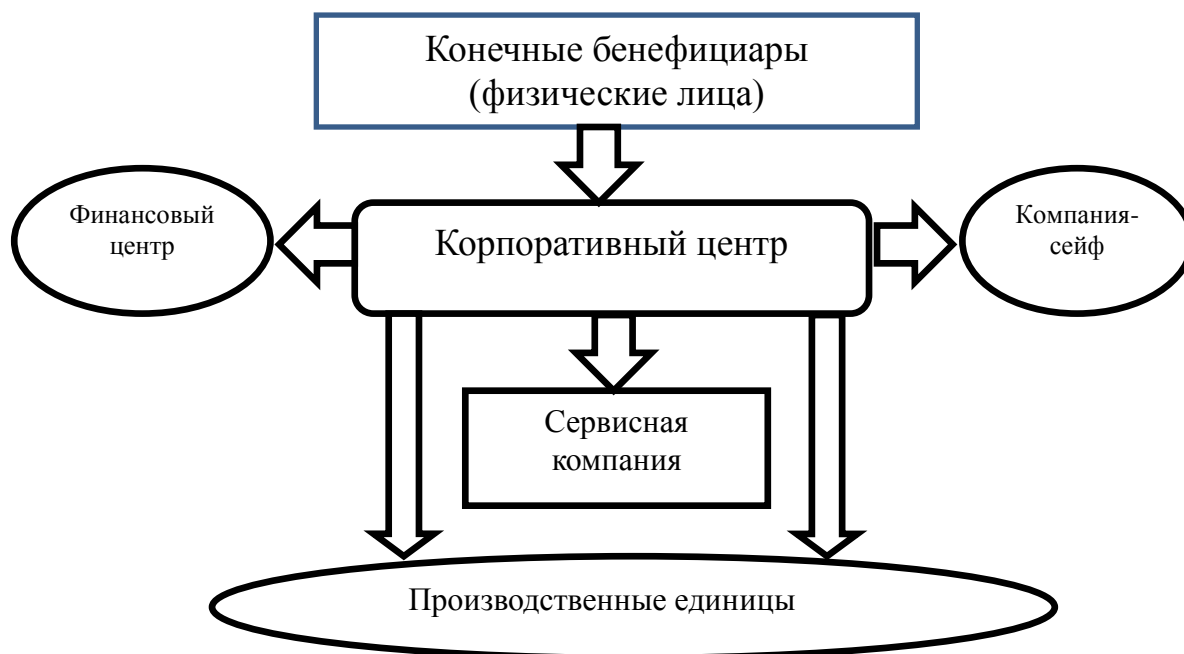 Конечные бенефициары
(физические лица)
Финансовый
центр
Корпоративный центр
Компания-
сейф
Сервисная
компания
Производственные единицы